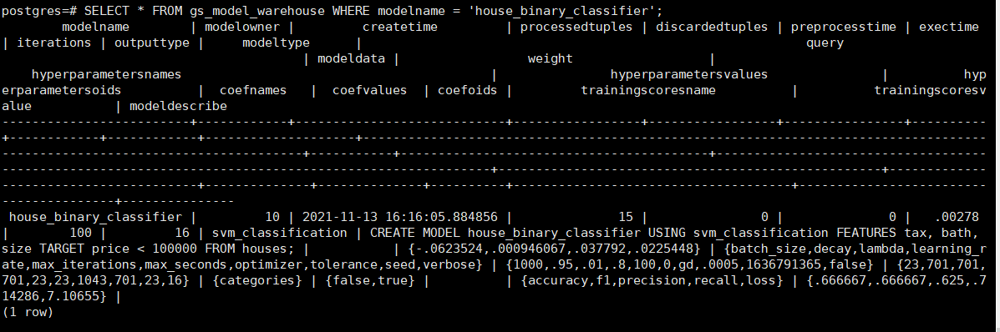 postgres=# SELECT * FROM gs_model_warehouse WHERE modelname = 'house_binary_classifier';
        modelname        | modelowner |         createtime         | processedtuples | discardedtuples | preprocesstime | exectime 
| iterations | outputtype |     modeltype      |                                                           query
                                        | modeldata |                 weight                  |
    hyperparametersnames                                         |               hyperparametersvalues               |          hyp
erparametersoids          |  coefnames   |  coefvalues  | coefoids |         trainingscoresname          |          trainingscoresv
alue           | modeldescribe
-------------------------+------------+----------------------------+-----------------+-----------------+----------------+----------
+------------+------------+--------------------+-----------------------------------------------------------------------------------
----------------------------------------+-----------+-----------------------------------------+------------------------------------
-----------------------------------------------------------------+---------------------------------------------------+-------------
--------------------------+--------------+--------------+----------+-------------------------------------+-------------------------
---------------+---------------
 house_binary_classifier |         10 | 2021-11-13 16:16:05.884856 |              15 |               0 |              0 |   .00278
|        100 |         16 | svm_classification | CREATE MODEL house_binary_classifier USING svm_classification FEATURES tax, bath,
size TARGET price < 100000 FROM houses; |           | {-.0623524,.000946067,.037792,.0225448} | {batch_size,decay,lambda,learning_r
ate,max_iterations,max_seconds,optimizer,tolerance,seed,verbose} | {1000,.95,.01,.8,100,0,gd,.0005,1636791365,false} | {23,701,701,
701,23,23,1043,701,23,16} | {categories} | {false,true} |          | {accuracy,f1,precision,recall,loss} | {.666667,.666667,.625,.7
14286,7.10655} |
(1 row)